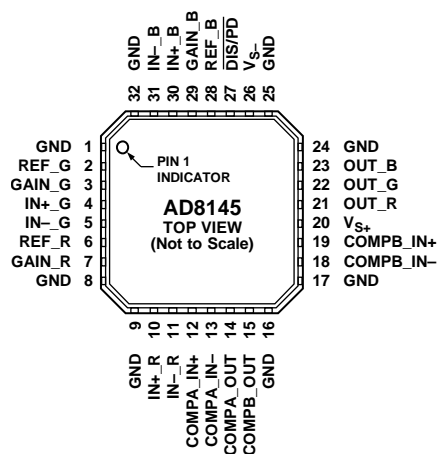 GND
IN–_B
IN+_B
GAIN_B
REF_B
DIS/PD
VS–
GND
32
31
30
29
28
27
26
25
GND 1
REF_G 2
GAIN_G 3
IN+_G 4
IN–_G 5
REF_R 6
GAIN_R 7
GND 8
PIN 1
INDICATOR
AD8145
TOP VIEW
(Not to Scale)
24 GND
23 OUT_B
22 OUT_G
21 OUT_R
20 VS+
19 COMPB_IN+
18 COMPB_IN–
17 GND
9
10
11
12
13
14
15
16
GND
IN+_R
IN–_R
COMPA_IN+
COMPA_IN–
COMPA_OUT
COMPB_OUT
GND